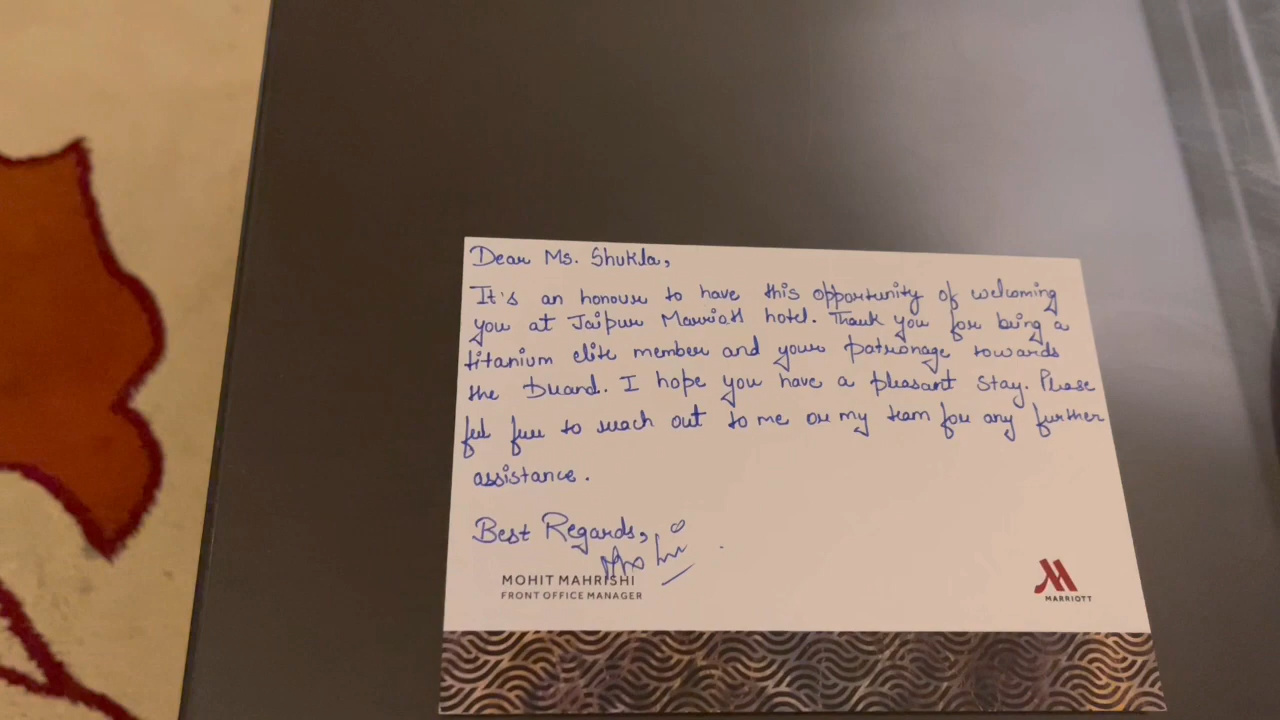 Dear Ms. Shukla,
It's an honour to have this opportunity of welcoming
you at Jaipur Marriott hotel. Thank you for being a
titanium elite member and your patronage towards
the Brand. I hope you have a pleasant stay. Please
feel free to reach out to me or my team for any further
assistance.
Best Regards,
MOHIT MAHRISHI
FRONT OFFICE MANAGER
MARRIOTT